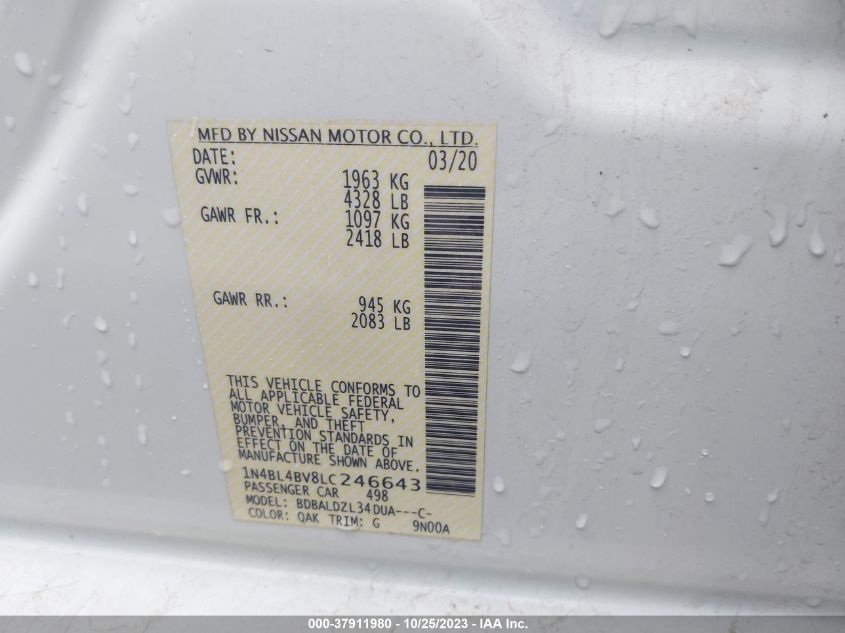 MFD BY NISSAN MOTOR CO., LTD.
DATE: 03/20
GVWR: 1963 KG
4328 LB
GAWR FR.: 1097 KG
2418 LB
GAWR RR.: 945 KG
2083 LB
THIS VEHICLE CONFORMS TO
ALL APPLICABLE FEDERAL
MOTOR VEHICLE SAFETY,
BUMPER, AND THEFT
PREVENTION STANDARDS IN
EFFECT ON THE DATE OF
MANUFACTURE SHOWN ABOVE.
1N4BL4BV8LC246643
PASSENGER CAR 498
MODEL: BDBALDZL34DUA---C-
COLOR: QAK TRIM: G 9N00A
000-37911980 - 10/25/2023 - IAA Inc.